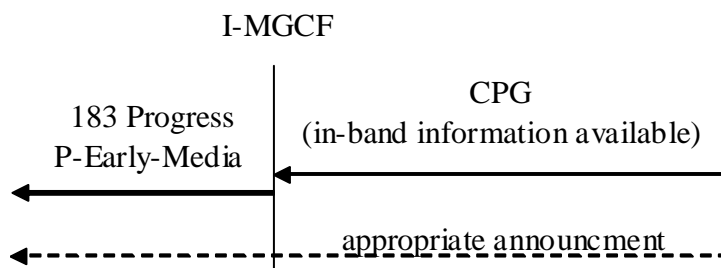 I-MGCF
183 Progress
P-Early-Media
CPG
(in-band information available)
appropriate announcment